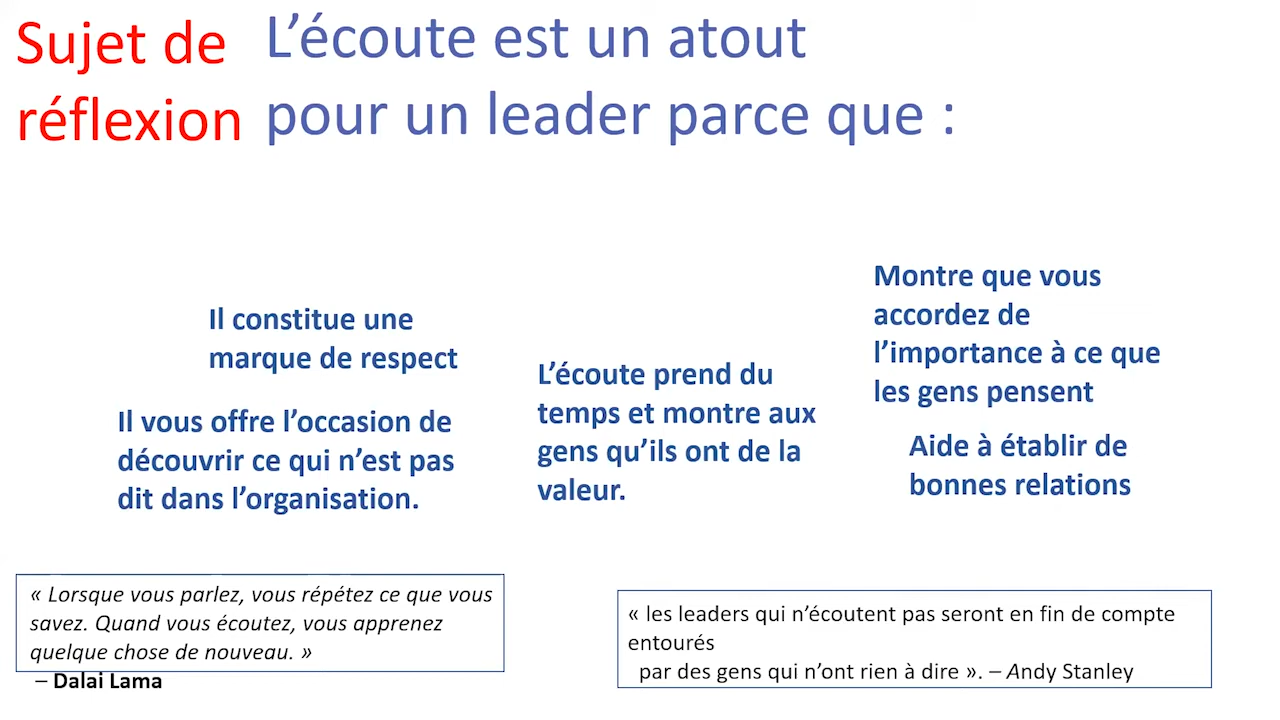 Sujet de
réflexion
L’écoute est un atout
pour un leader parce que :
Il constitue une
marque de respect
Il vous offre l’occasion de
découvrir ce qui n’est pas
dit dans l’organisation.
L’écoute prend du
temps et montre aux
gens qu’ils ont de la
valeur.
Montre que vous
accordez de
l’importance à ce que
les gens pensent
Aide à établir de
bonnes relations
« Lorsque vous parlez, vous répétez ce que vous
savez. Quand vous écoutez, vous apprenez
quelque chose de nouveau. »
– Dalai Lama
« les leaders qui n’écoutent pas seront en fin de compte
entourés
par des gens qui n’ont rien à dire ». – Andy Stanley